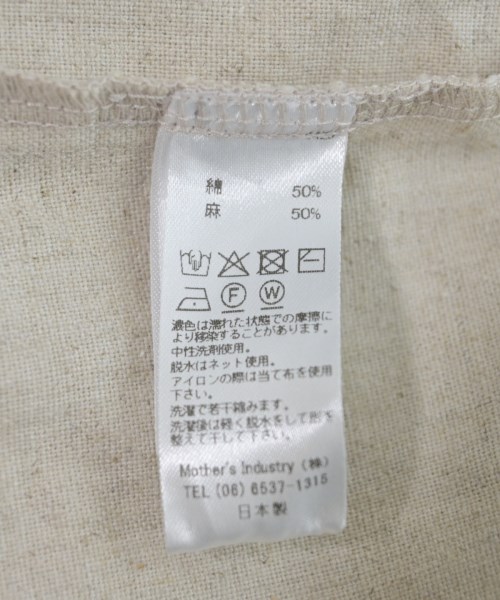 綿 50%
麻 50%
F W
濃色は濡れた状態での摩擦に
より移染することがあります。
中性洗剤使用。
脱水はネット使用。
アイロンの際は当て布を使用
下さい。
洗濯で若干縮みます。
洗濯後は軽く脱水をして形を
整えて干して下さい。
Mother's Industry (株)
TEL (06) 6537-1315
日本製